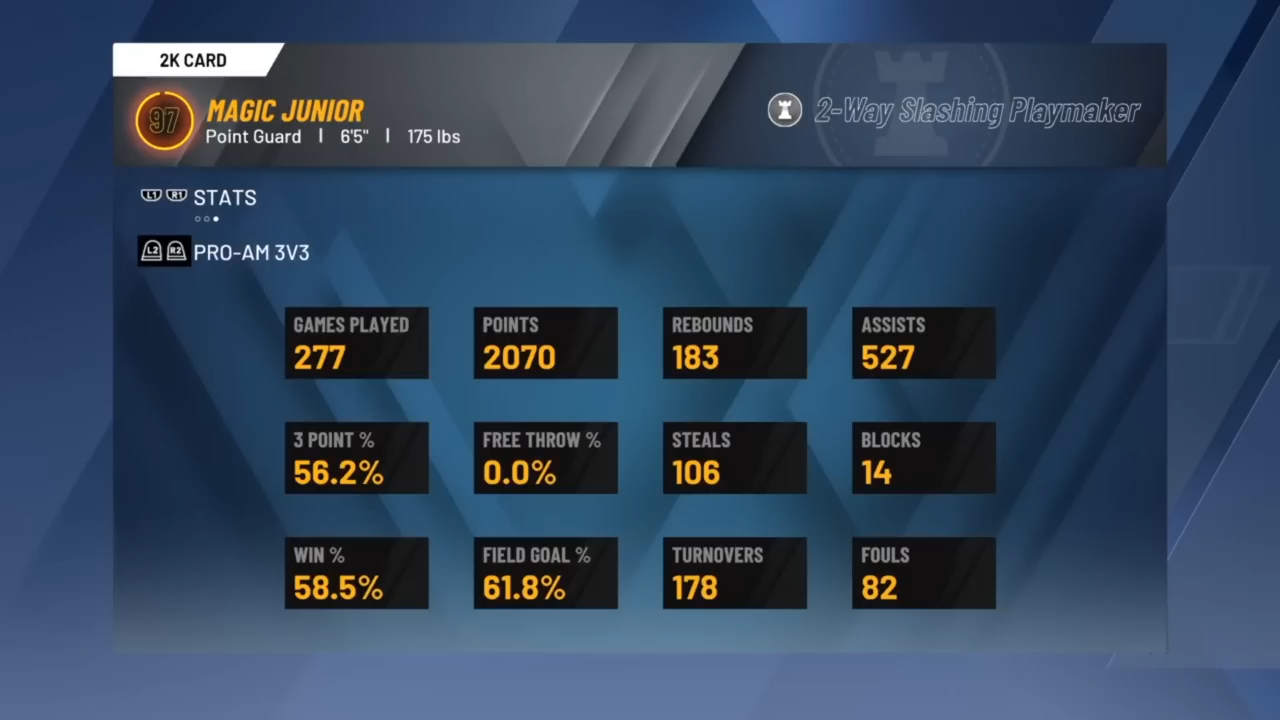 2K CARD
97
MAGIC JUNIOR
Point Guard | 6'5" | 175 lbs
2-Way Slashing Playmaker
L1 R1 STATS
L2 R2 PRO-AM 3V3
GAMES PLAYED POINTS REBOUNDS ASSISTS
277 2070 183 527
3 POINT % FREE THROW % STEALS BLOCKS
56.2% 0.0% 106 14
WIN % FIELD GOAL % TURNOVERS FOULS
58.5% 61.8% 178 82